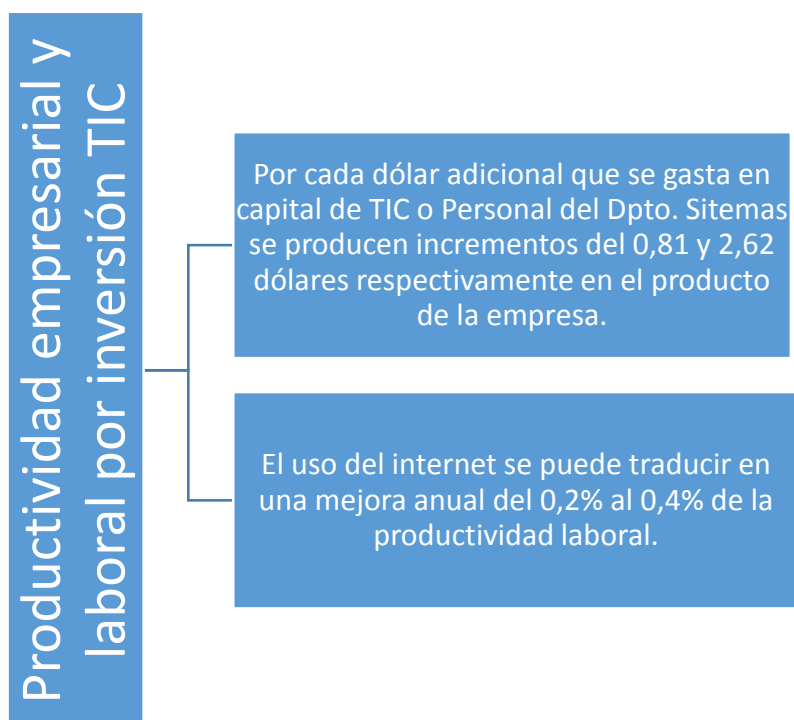 Productividad empresarial y
laboral por inversión TIC
Por cada dólar adicional que se gasta en
capital de TIC o Personal del Dpto. Sitemas
se producen incrementos del 0,81 y 2,62
dólares respectivamente en el producto
de la empresa.
El uso del internet se puede traducir en
una mejora anual del 0,2% al 0,4% de la
productividad laboral.